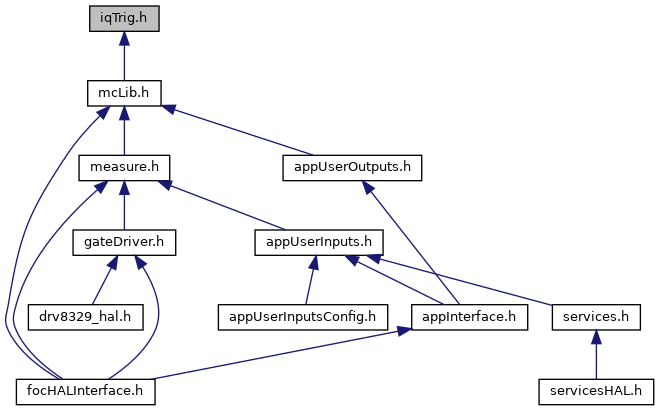 iqTrig.h
mcLib.h
measure.h
appUserOutputs.h
gateDriver.h
appUserInputs.h
drv8329_hal.h
appUserInputsConfig.h
appInterface.h
services.h
focHALInterface.h
servicesHAL.h